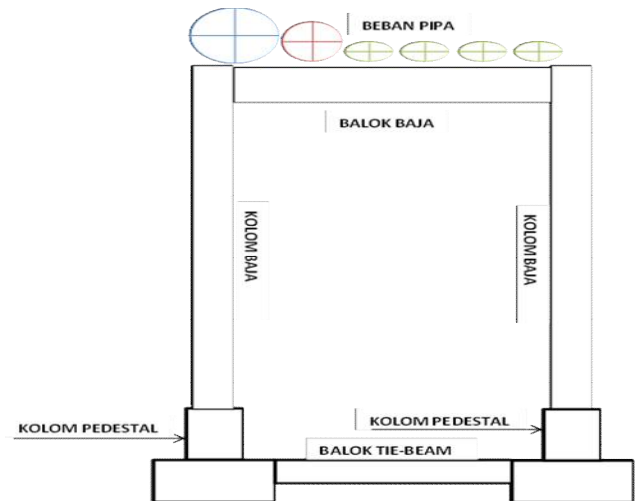 BEBAN PIPA
BALOK BAJA
KOLOM BAJA
KOLOM BAJA
KOLOM PEDESTAL
KOLOM PEDESTAL
BALOK TIE-BEAM